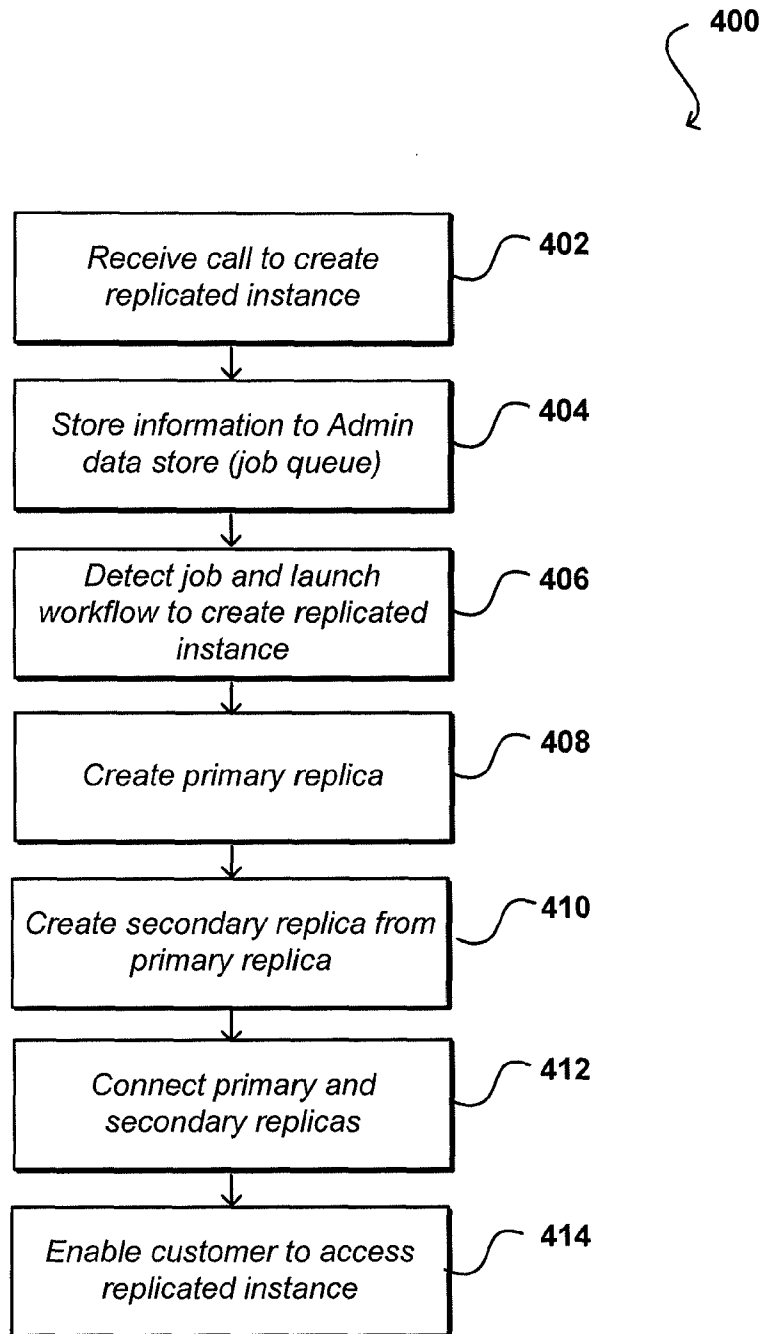 400
Receive call to create
replicated instance
402
Store information to Admin
data store (job queue)
404
Detect job and launch
workflow to create replicated
instance
406
Create primary replica
408
Create secondary replica from
primary replica
410
Connect primary and
secondary replicas
412
Enable customer to access
replicated instance
414